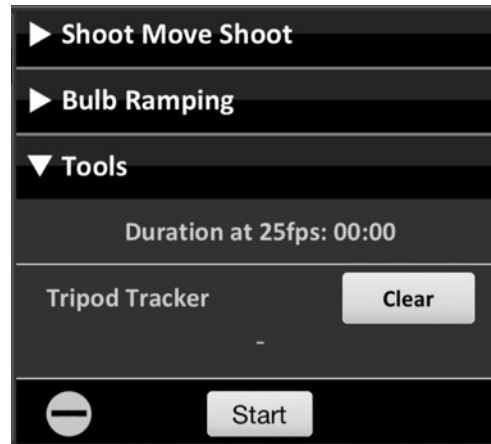 Shoot Move Shoot
Bulb Ramping
Tools
Duration at 25fps: 00:00
Tripod Tracker Clear
-
Start